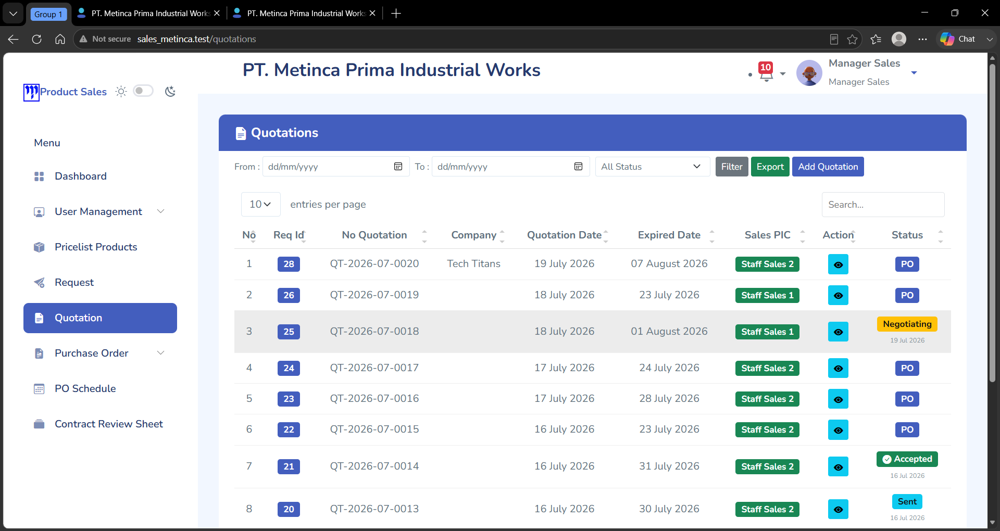 Group 1
PT. Metinca Prima Industrial Works
PT. Metinca Prima Industrial Works
Not secure sales_metinca.test/quotations
Chat
Product Sales
PT. Metinca Prima Industrial Works
10
Manager Sales
Manager Sales
Menu
Dashboard
User Management
Pricelist Products
Request
Quotation
Purchase Order
PO Schedule
Contract Review Sheet
Quotations
From : dd/mm/yyyy To : dd/mm/yyyy All Status Filter Export Add Quotation
10 entries per page Search...
No Req Id No Quotation Company Quotation Date Expired Date Sales PIC Action Status
1 28 QT-2026-07-0020 Tech Titans 19 July 2026 07 August 2026 Staff Sales 2 PO
2 26 QT-2026-07-0019 18 July 2026 23 July 2026 Staff Sales 1 PO
3 25 QT-2026-07-0018 18 July 2026 01 August 2026 Staff Sales 1 Negotiating
19 Jul 2026
4 24 QT-2026-07-0017 17 July 2026 24 July 2026 Staff Sales 2 PO
5 23 QT-2026-07-0016 17 July 2026 28 July 2026 Staff Sales 2 PO
6 22 QT-2026-07-0015 16 July 2026 23 July 2026 Staff Sales 2 PO
7 21 QT-2026-07-0014 16 July 2026 31 July 2026 Staff Sales 2 Accepted
16 Jul 2026
8 20 QT-2026-07-0013 16 July 2026 30 July 2026 Staff Sales 2 Sent
16 Jul 2026